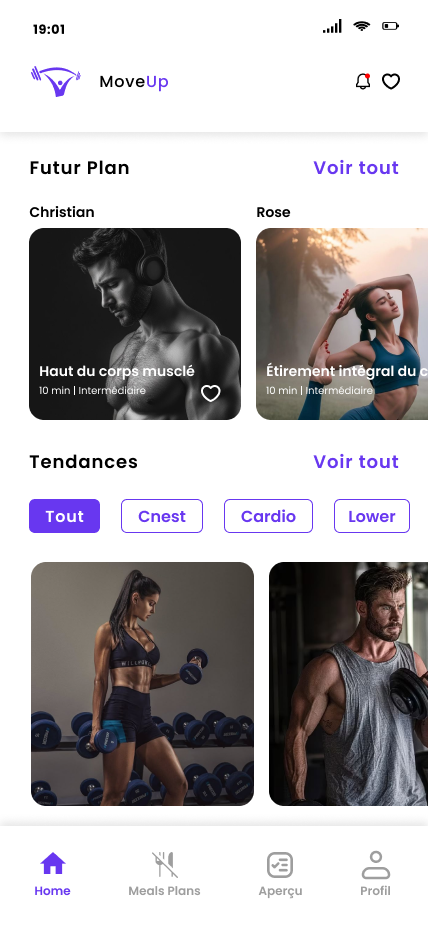 19:01
MoveUp
Futur Plan
Voir tout
Christian
Rose
Haut du corps musclé
10 min | Intermédiaire
Étirement intégral du c
10 min | Intermédiaire
Tendances
Voir tout
Tout
Cnest
Cardio
Lower
Home
Meals Plans
Aperçu
Profil